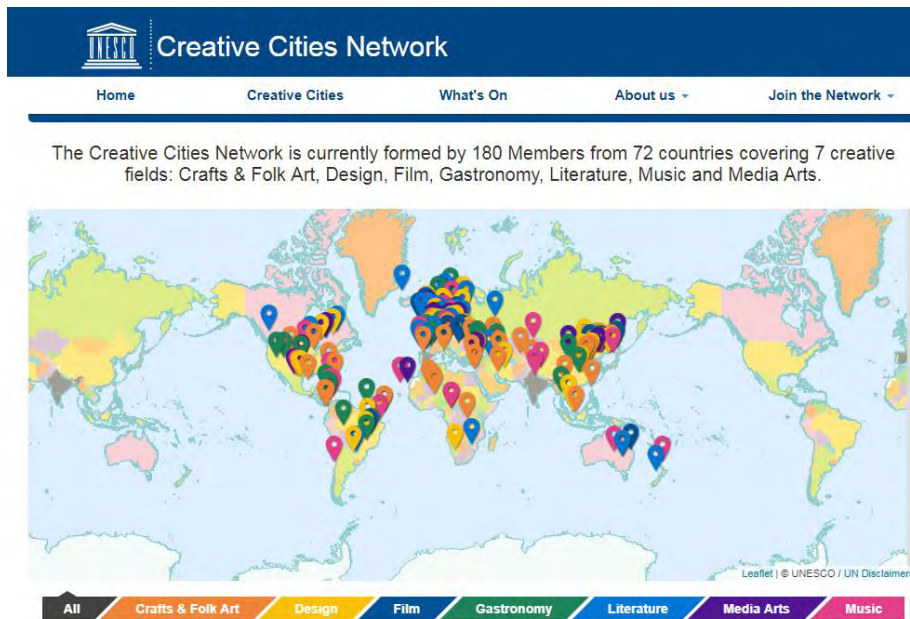 UNESCO
Creative Cities Network
Home Creative Cities What's On About us Join the Network
The Creative Cities Network is currently formed by 180 Members from 72 countries covering 7 creative
fields: Crafts & Folk Art, Design, Film, Gastronomy, Literature, Music and Media Arts.
Leaflet | © UNESCO / UN Disclaimer
All Crafts & Folk Art Design Film Gastronomy Literature Media Arts Music